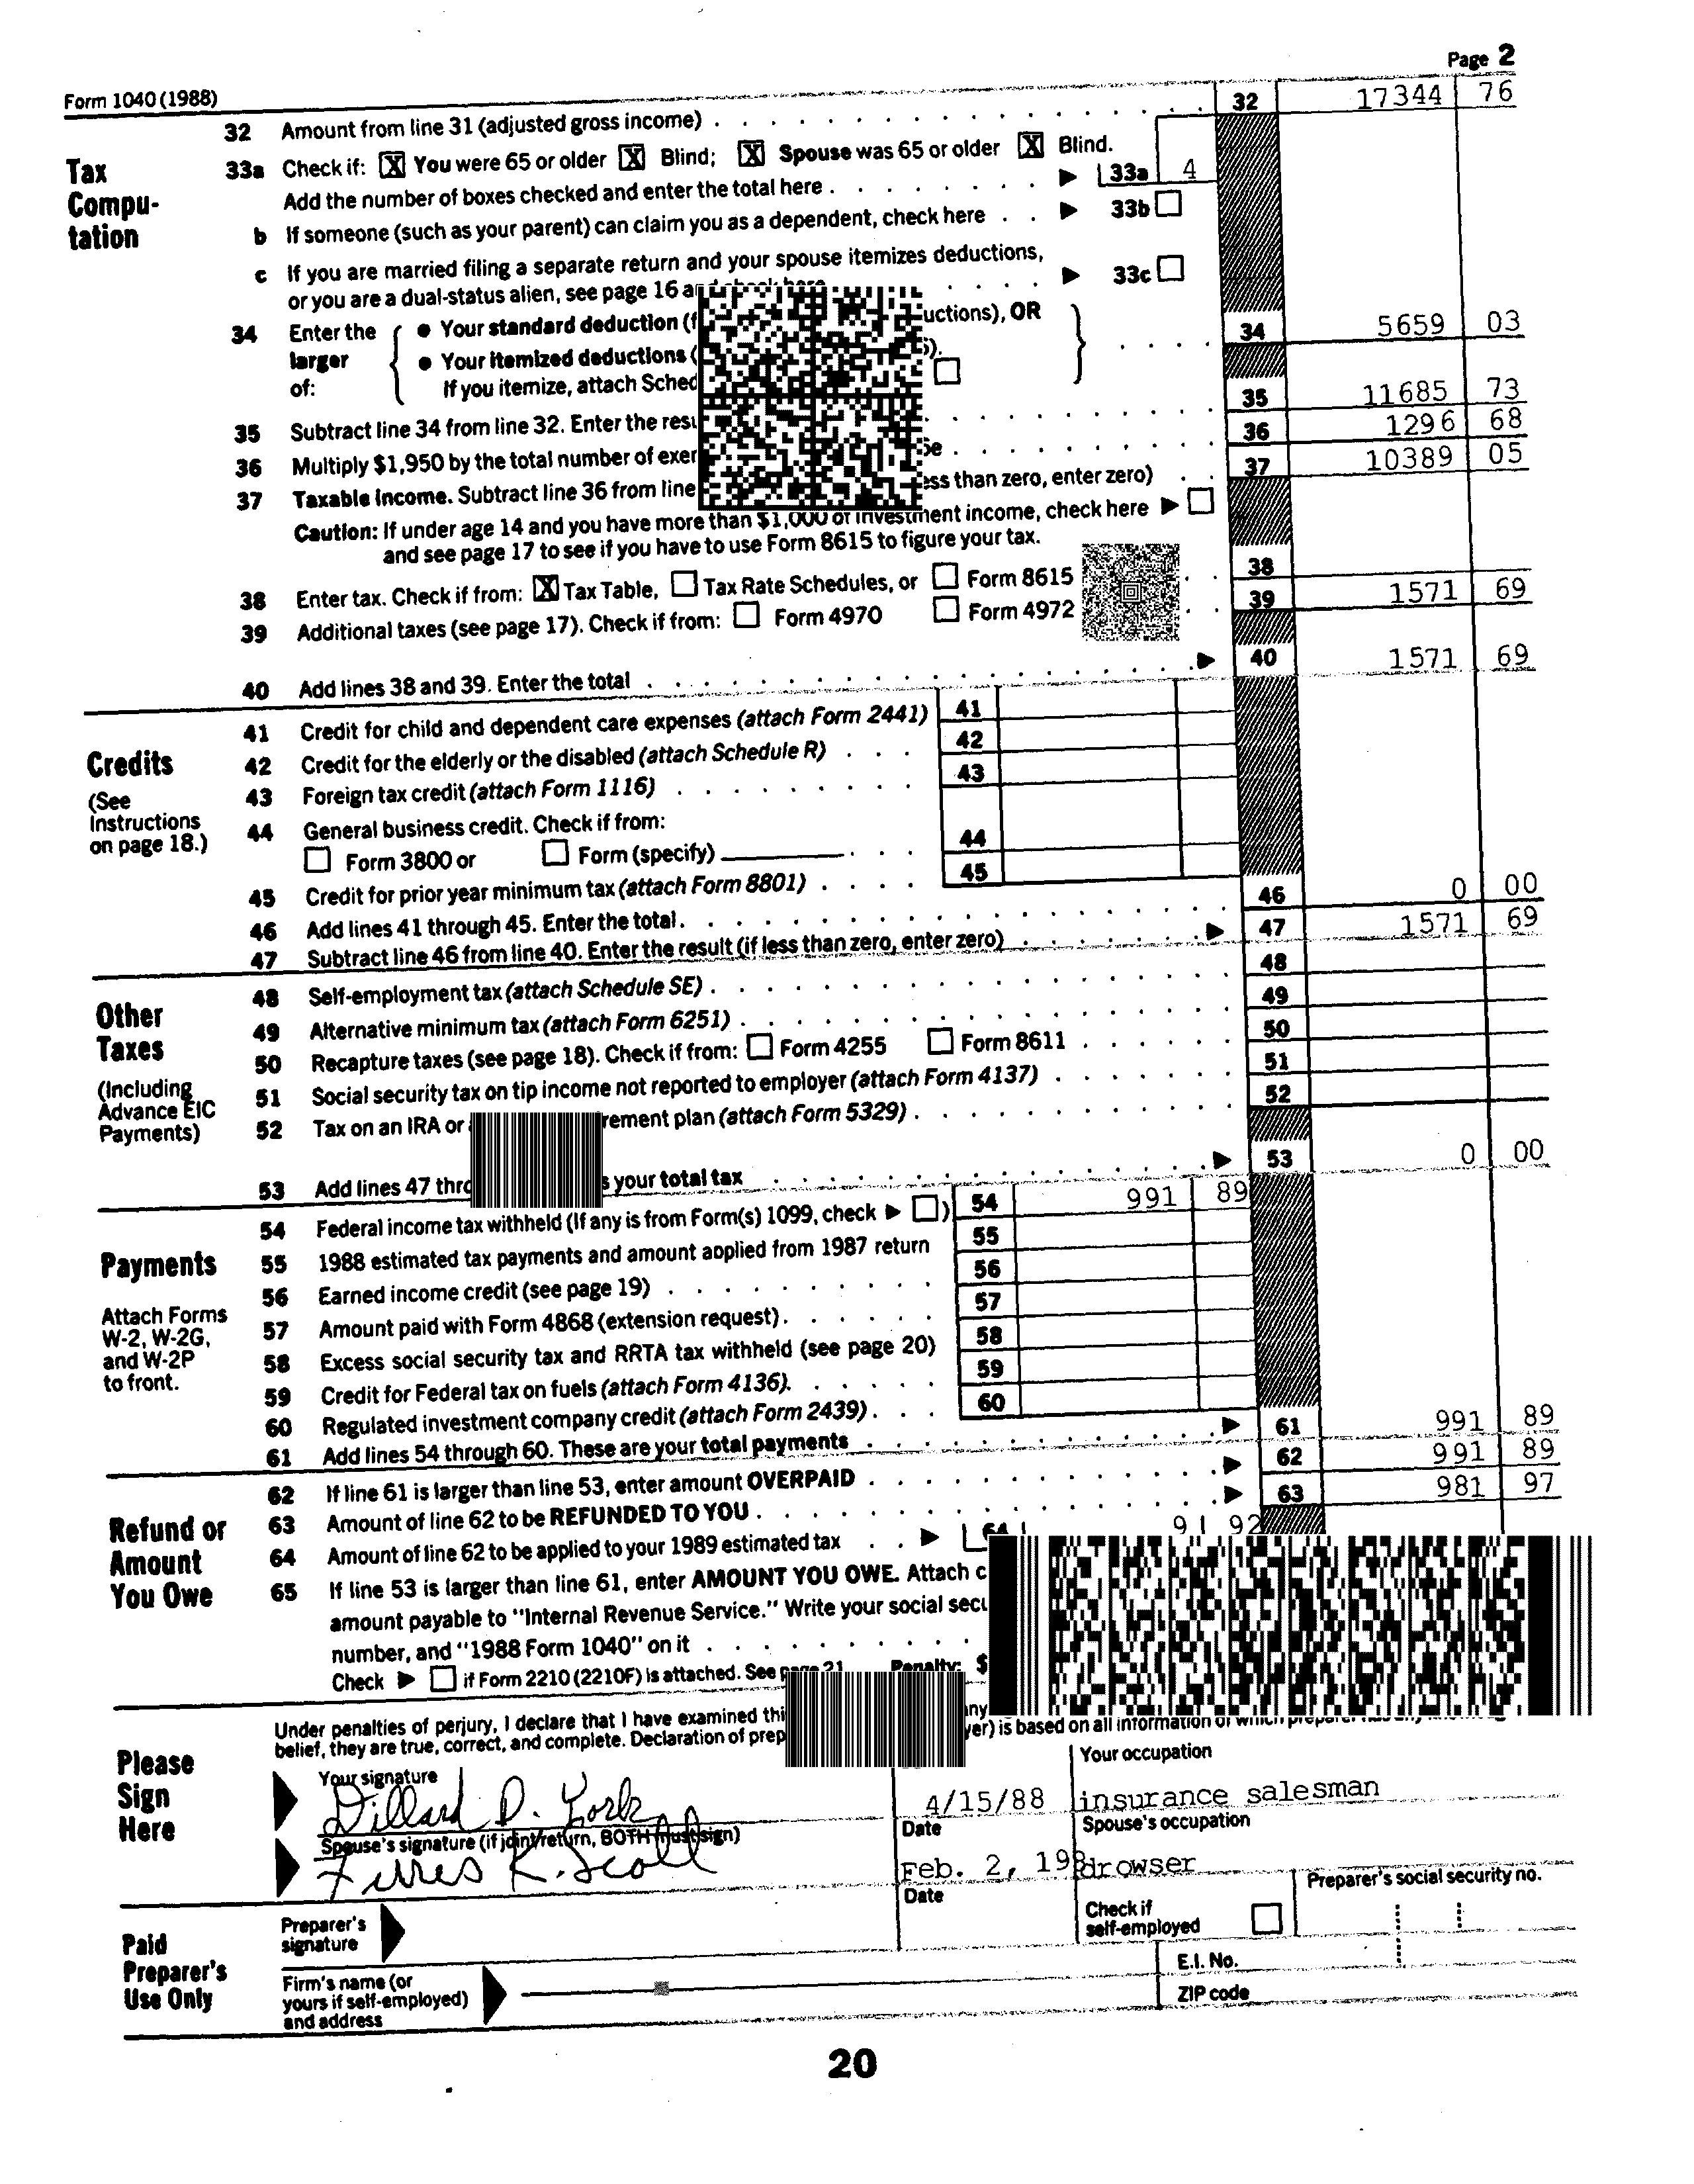 Form 1040 (1988) Page 2
Tax Computation
32 Amount from line 31 (adjusted gross income) 32 17344 76
33a Check if: X You were 65 or older X Blind; X Spouse was 65 or older X Blind.
Add the number of boxes checked and enter the total here 33a 4
b If someone (such as your parent) can claim you as a dependent, check here 33b
c If you are married filing a separate return and your spouse itemizes deductions,
or you are a dual-status alien, see page 16 and check here 33c
34 Enter the larger of:
• Your standard deduction (f uctions), OR
• Your itemized deductions ( 34 5659 03
If you itemize, attach Sched
35 Subtract line 34 from line 32. Enter the 35 11685 73
36 Multiply $1,950 by the total number of 36 1296 68
37 Taxable income. Subtract line 36 from line less than zero, enter zero) 37 10389 05
Caution: If under age 14 and you have more than $1,000 of investment income, check here
and see page 17 to see if you have to use Form 8615 to figure your tax.
38 Enter tax. Check if from: X Tax Table, Tax Rate Schedules, or Form 8615 38
39 Additional taxes (see page 17). Check if from: Form 4970 Form 4972 39 1571 69
40 Add lines 38 and 39. Enter the total 40 1571 69
Credits
(See Instructions on page 18.)
41 Credit for child and dependent care expenses (attach Form 2441) 41
42 Credit for the elderly or the disabled (attach Schedule R) 42
43 Foreign tax credit (attach Form 1116) 43
44 General business credit. Check if from:
Form 3800 or Form (specify) 44
45 Credit for prior year minimum tax (attach Form 8801) 45
46 Add lines 41 through 45. Enter the total 46 0 00
47 Subtract line 46 from line 40. Enter the result (if less than zero, enter zero) 47 1571 69
Other Taxes
(Including Advance EIC Payments)
48 Self-employment tax (attach Schedule SE) 48
49 Alternative minimum tax (attach Form 6251) 49
50 Recapture taxes (see page 18). Check if from: Form 4255 Form 8611 50
51 Social security tax on tip income not reported to employer (attach Form 4137) 51
52 Tax on an IRA or rement plan (attach Form 5329) 52
53 Add lines 47 your total tax 53 0 00
Payments
Attach Forms W-2, W-2G, and W-2P to front.
54 Federal income tax withheld (If any is from Form(s) 1099, check ) 54 991 89
55 1988 estimated tax payments and amount applied from 1987 return 55
56 Earned income credit (see page 19) 56
57 Amount paid with Form 4868 (extension request) 57
58 Excess social security tax and RRTA tax withheld (see page 20) 58
59 Credit for Federal tax on fuels (attach Form 4136) 59
60 Regulated investment company credit (attach Form 2439) 60
61 Add lines 54 through 60. These are your total payments 61 991 89
Refund or Amount You Owe
62 If line 61 is larger than line 53, enter amount OVERPAID 62 991 89
63 Amount of line 62 to be REFUNDED TO YOU 63 981 97
64 Amount of line 62 to be applied to your 1989 estimated tax 64 9 92
65 If line 53 is larger than line 61, enter AMOUNT YOU OWE. Attach
amount payable to "Internal Revenue Service." Write your social
number, and "1988 Form 1040" on it
Check if Form 2210 (2210F) is attached. See page 21 Penalty: $
Please Sign Here
Under penalties of perjury, I declare that I have examined
belief, they are true, correct, and complete. Declaration of is based on all information of which
Your signature Your occupation
Dillard D. York 4/15/88 insurance salesman
Spouse's signature (if joint return, BOTH must sign) Date Spouse's occupation
K. Scott Feb. 2, 198 drowser
Date
Paid Preparer's Use Only
Preparer's signature Check if self-employed Preparer's social security no.
Firm's name (or yours if self-employed) and address E.I. No.
ZIP code
20